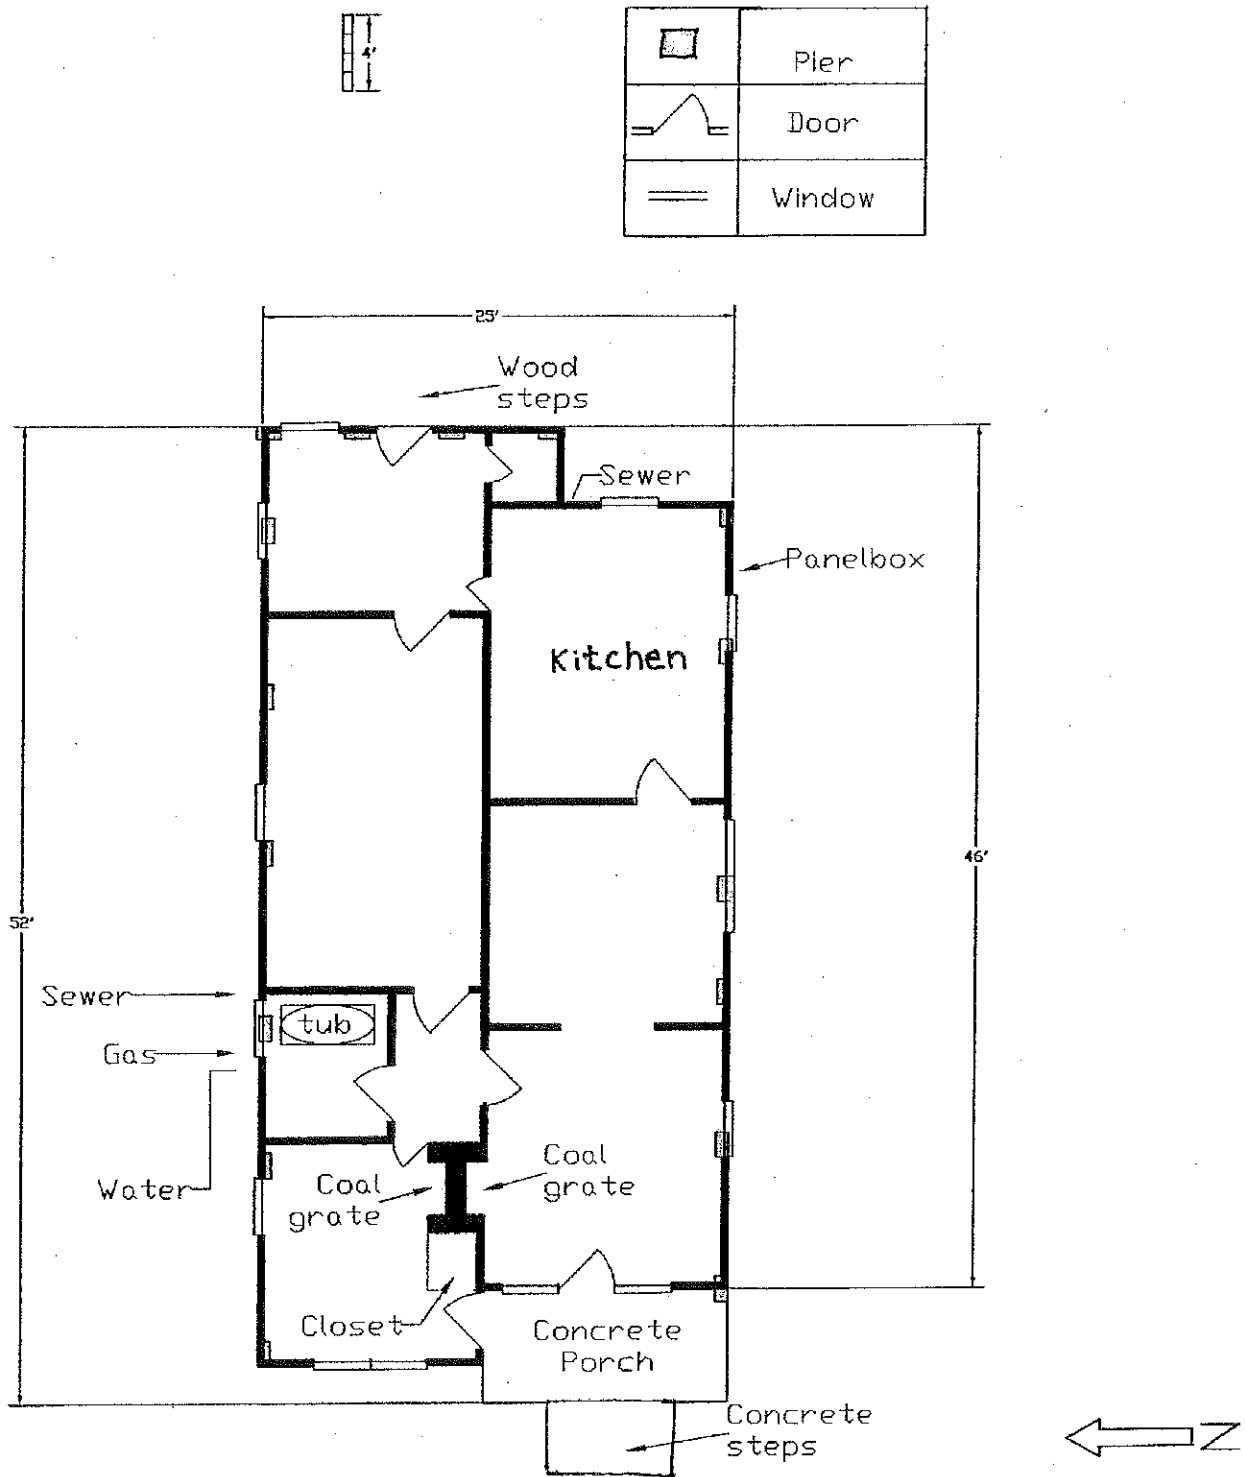 4'
Pier
Door
Window
25'
Wood
steps
Sewer
Panelbox
Kitchen
46'
52'
Sewer
tub
Gas
Water
Coal
grate
Coal
grate
Closet
Concrete
Porch
Concrete
steps
N